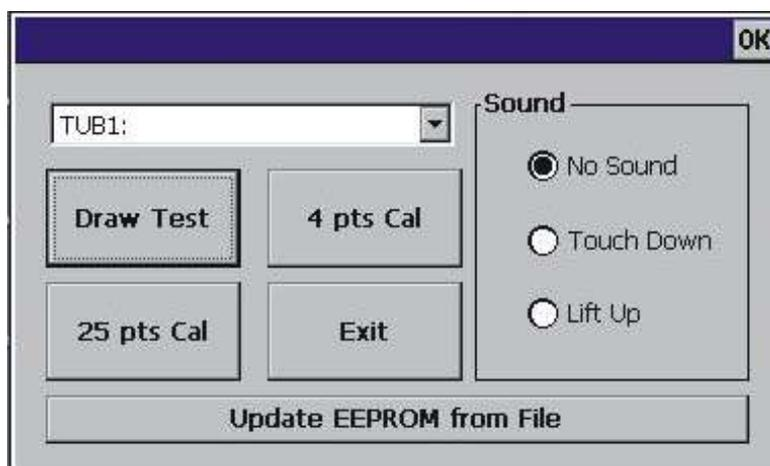 OK
TUB1:
Sound
No Sound
Draw Test
4 pts Cal
Touch Down
25 pts Cal
Exit
Lift Up
Update EEPROM from File